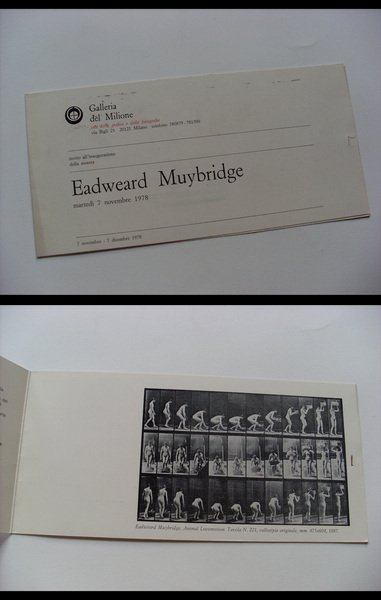 Galleria
del Milione
via Bigli 21 20121 Milano
invito all'inaugurazione
della mostra
Eadweard Muybridge
martedì 7 novembre 1978
7 novembre / 7 dicembre 1978
Eadweard Muybridge. Animal Locomotion. Tavola N. 221, collotipia originale, mm. 475x604, 1887.